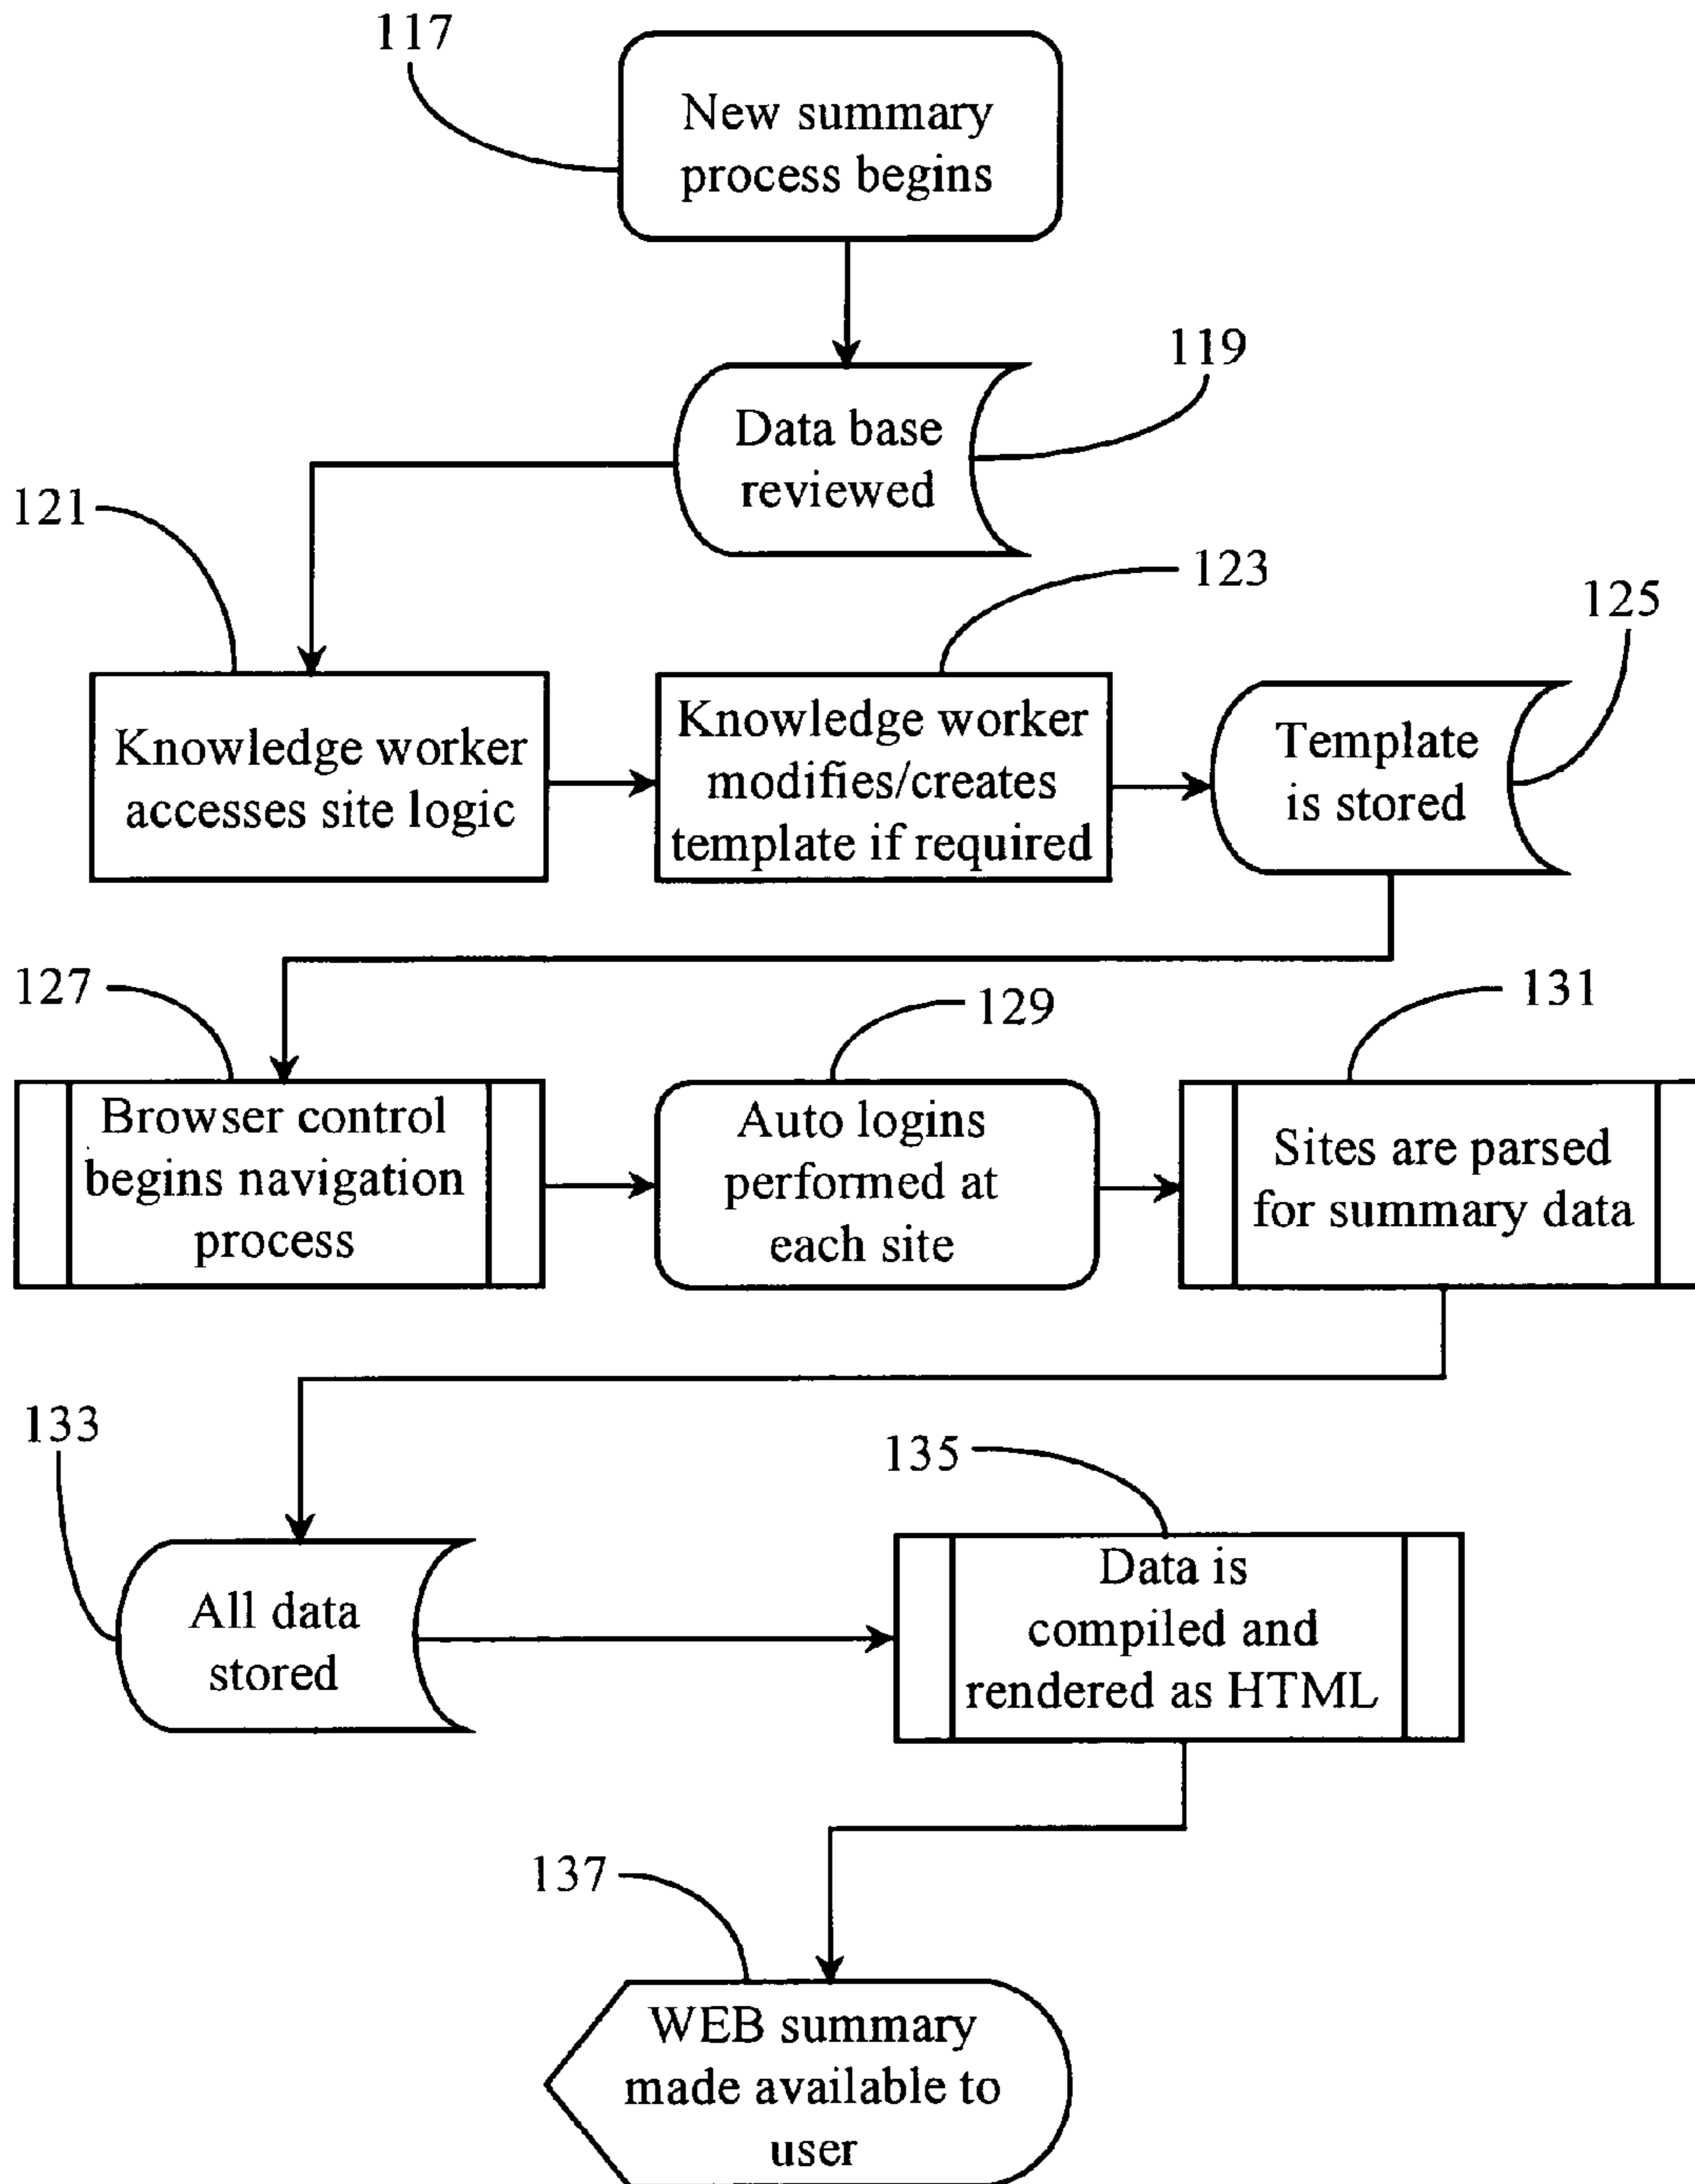 117
New summary
process begins
119
Data base
reviewed
121
123
125
Knowledge worker
accesses site logic
Knowledge worker
modifies/creates
template if required
Template
is stored
127
129
131
Browser control
begins navigation
process
Auto logins
performed at
each site
Sites are parsed
for summary data
133
135
All data
stored
Data is
compiled and
rendered as HTML
137
WEB summary
made available to
user